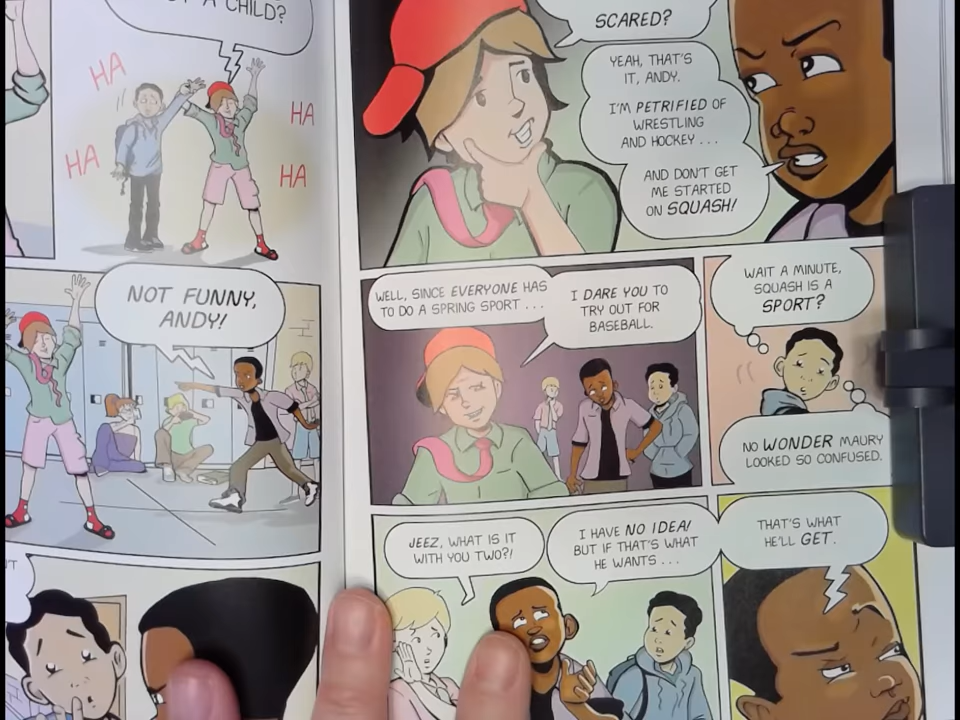 A CHILD?
HA
HA
HA
HA
NOT FUNNY,
ANDY!
SCARED?
YEAH, THAT'S
IT, ANDY.
I'M PETRIFIED OF
WRESTLING
AND HOCKEY . . .
AND DON'T GET
ME STARTED
ON SQUASH!
WELL, SINCE EVERYONE HAS
TO DO A SPRING SPORT . . .
I DARE YOU TO
TRY OUT FOR
BASEBALL.
WAIT A MINUTE,
SQUASH IS A
SPORT?
NO WONDER MAURY
LOOKED SO CONFUSED.
JEEZ, WHAT IS IT
WITH YOU TWO?!
I HAVE NO IDEA!
BUT IF THAT'S WHAT
HE WANTS . . .
THAT'S WHAT
HE'LL GET.